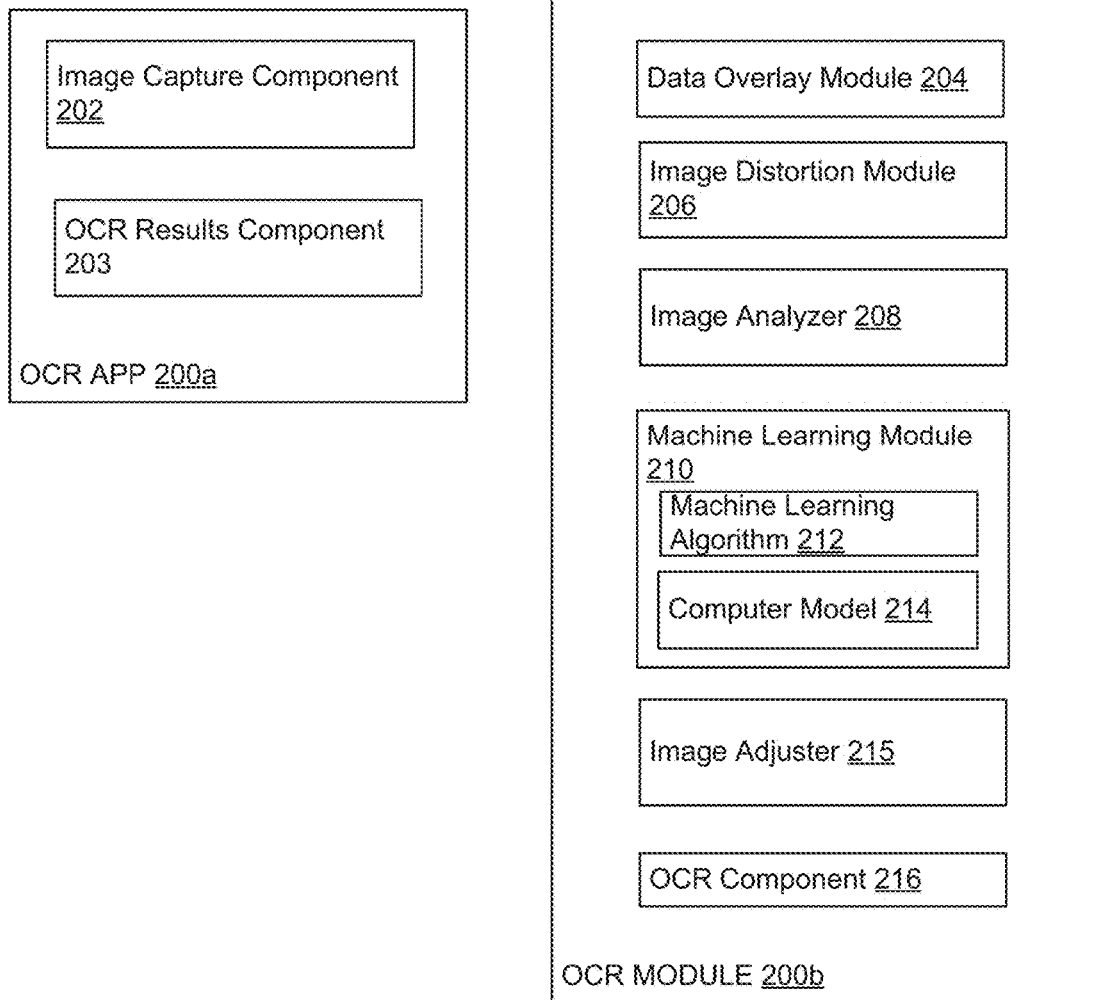 Image Capture Component
202
OCR Results Component
203
OCR APP 200a
Data Overlay Module 204
Image Distortion Module
206
Image Analyzer 208
Machine Learning Module
210
Machine Learning
Algorithm 212
Computer Model 214
Image Adjuster 215
OCR Component 216
OCR MODULE 200b